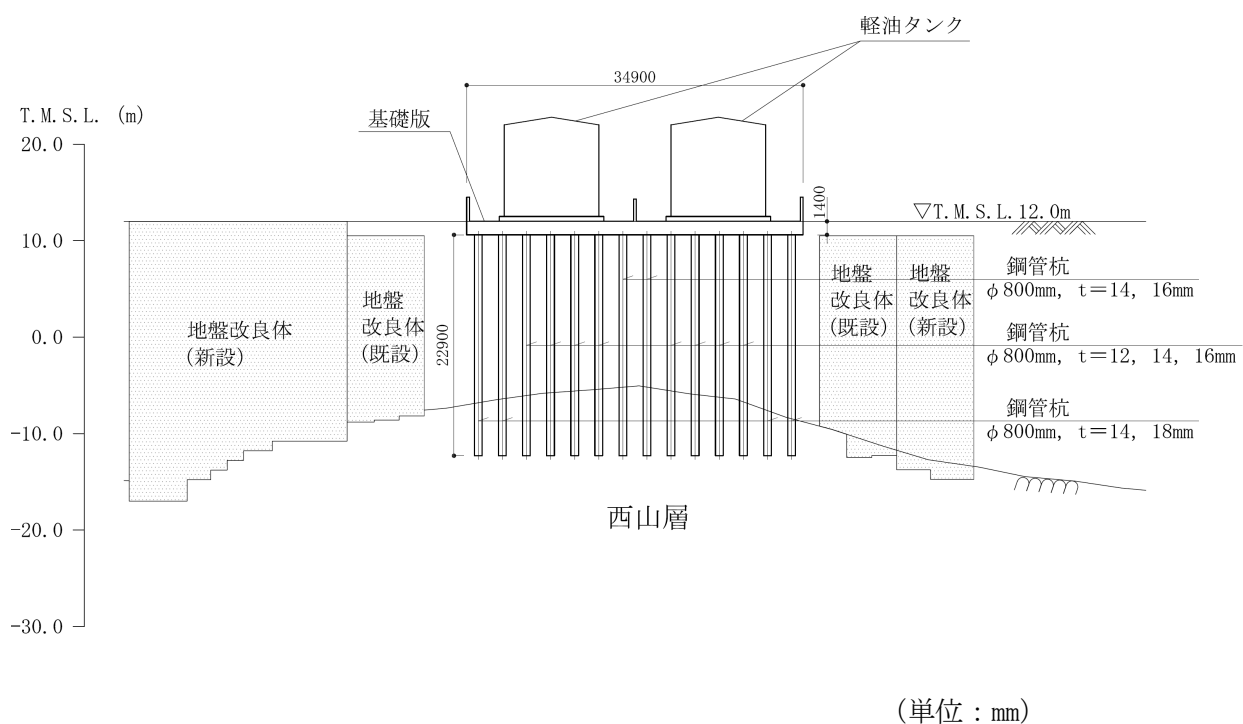 軽油タンク
34900
T.M.S.L. (m)
基礎版
20.0
1400
▽T.M.S.L.12.0m
10.0
鋼管杭
φ800mm, t=14, 16mm
地盤
改良体
(既設)
地盤
改良体
(新設)
地盤
改良体
(既設)
地盤改良体
(新設)
0.0
22900
鋼管杭
φ800mm, t=12, 14, 16mm
鋼管杭
φ800mm, t=14, 18mm
-10.0
西山層
-20.0
-30.0
(単位：mm)